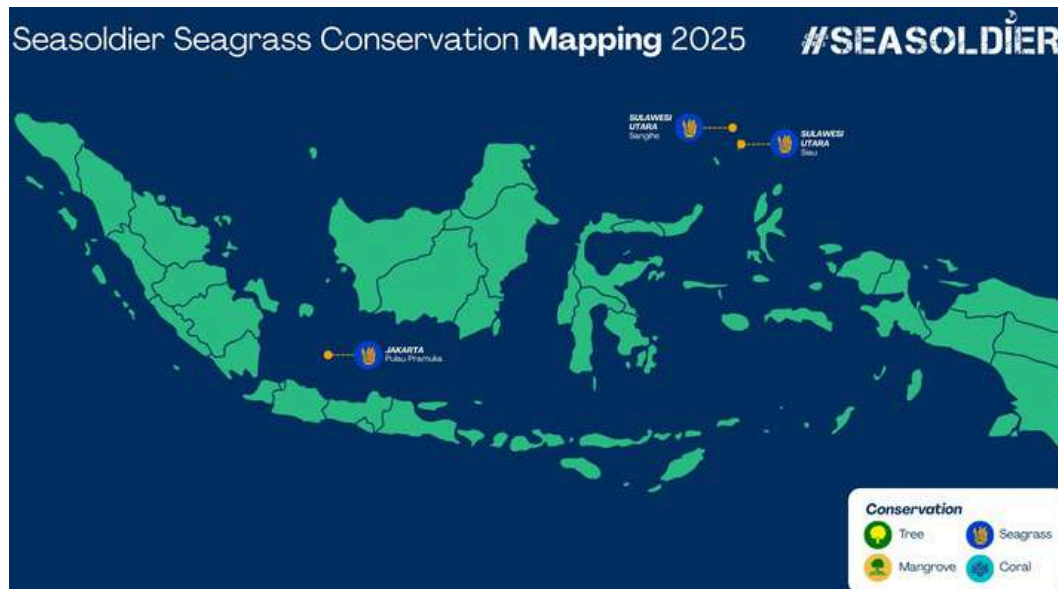 Seasoldier Seagrass Conservation Mapping 2025
#SEASOLDIER
SULAWESI
UTARA
Sangihe
SULAWESI
UTARA
Siau
JAKARTA
Pulau Pramuka
Conservation
Tree
Seagrass
Mangrove
Coral